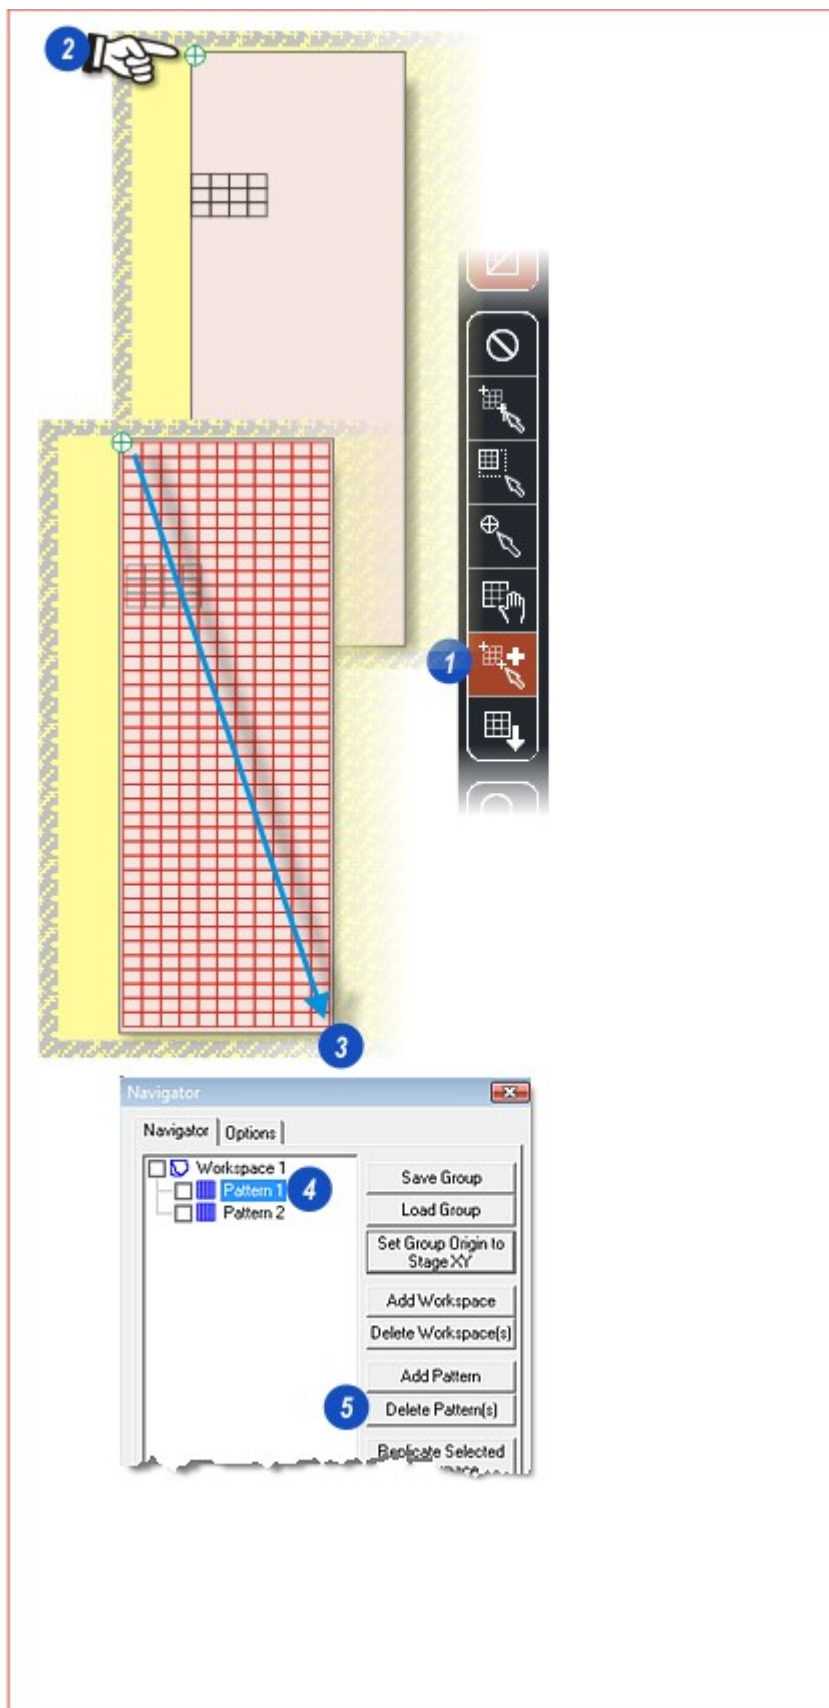 2
1
3
Navigator
Navigator Options
Workspace 1
Pattern 1 4
Pattern 2
Save Group
Load Group
Set Group Origin to
Stage XY
Add Workspace
Delete Workspace(s)
Add Pattern
5 Delete Pattern(s)
Replicate Selected